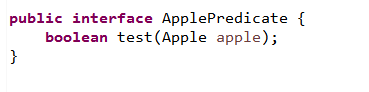 public interface ApplePredicate {
    boolean test(Apple apple);
}